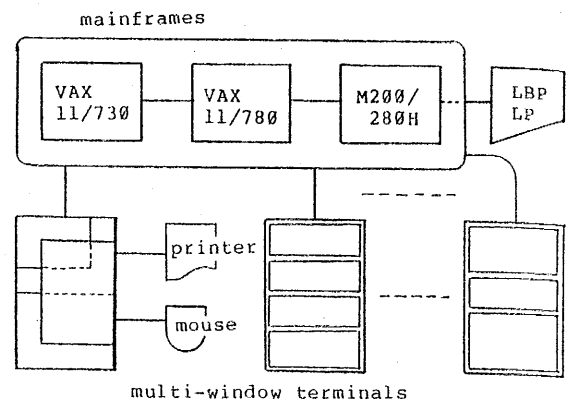 mainframes
VAX
11/730
VAX
11/780
M200/
280H
LBP
LP
printer
mouse
multi-window terminals